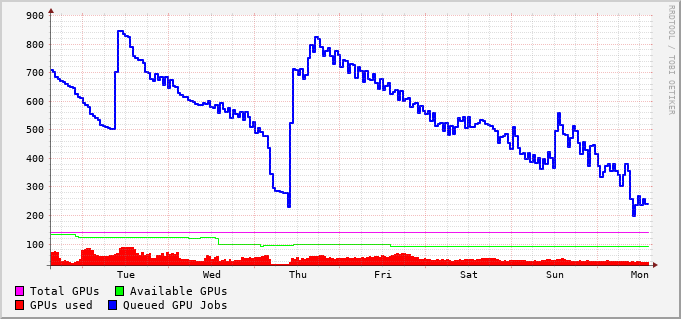 900
800
700
600
500
400
300
200
100
Tue Wed Thu Fri Sat Sun Mon
Total GPUs Available GPUs
GPUs used Queued GPU Jobs
RRDTOOL / TOBI OETIKER